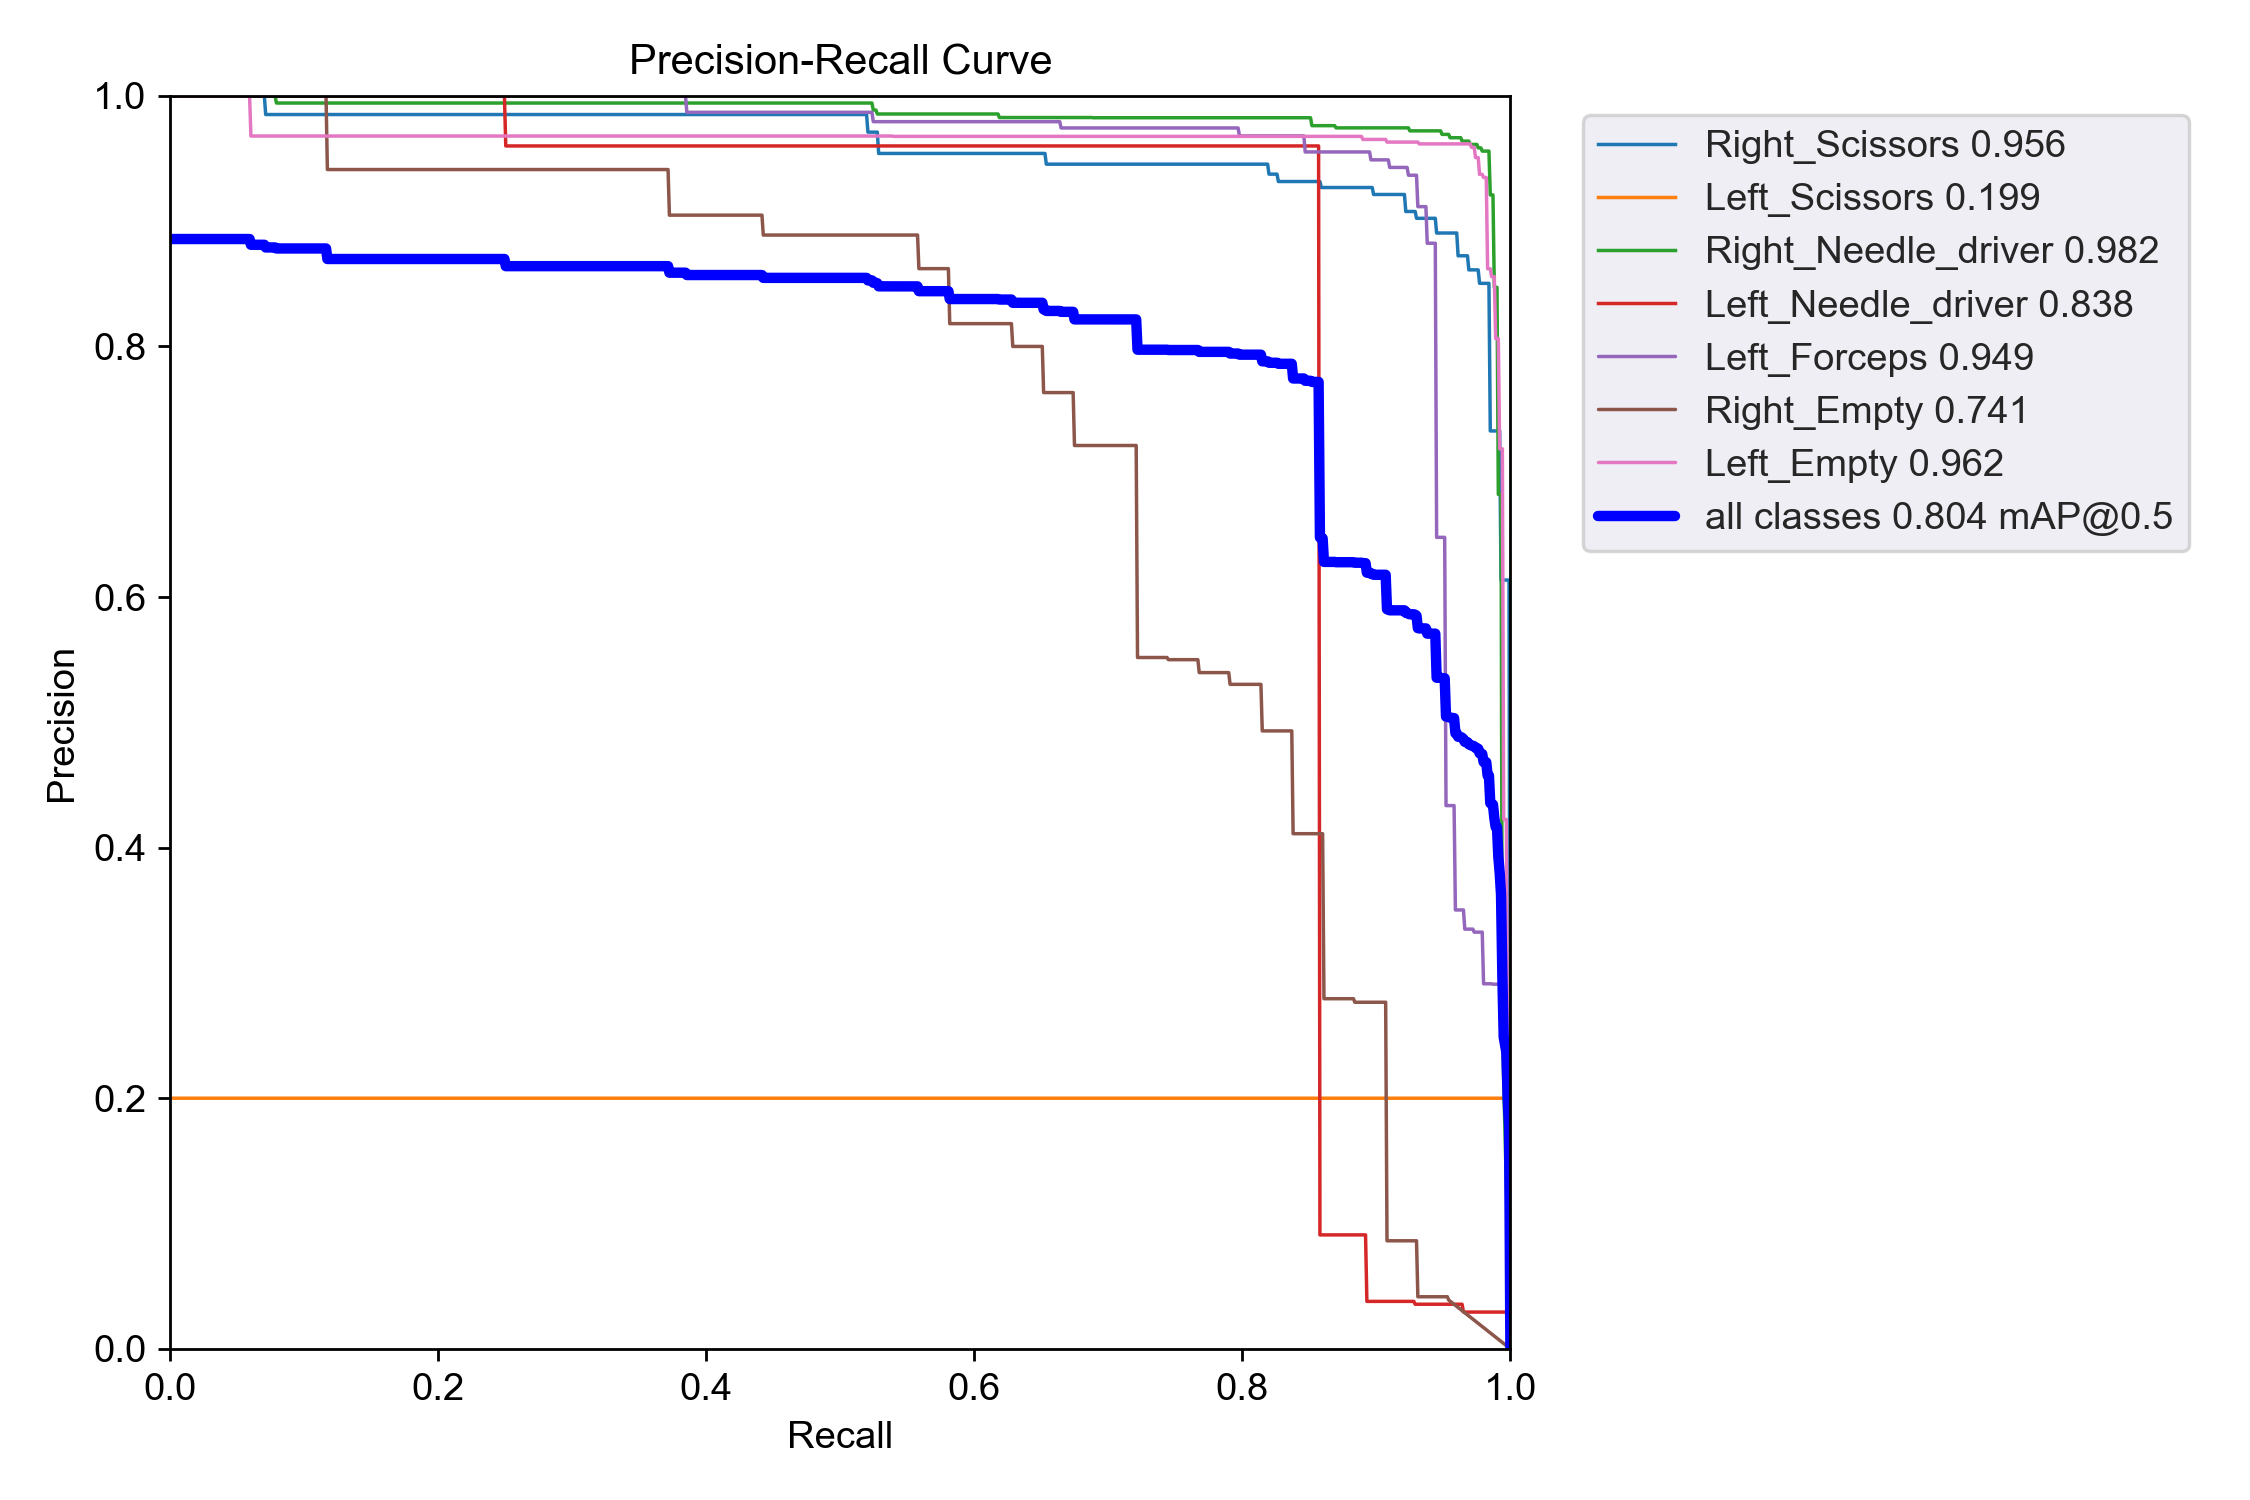 Precision-Recall Curve
1.0
0.8
0.6
0.4
0.2
0.0
Precision
0.0 0.2 0.4 0.6 0.8 1.0
Recall
Right_Scissors 0.956
Left_Scissors 0.199
Right_Needle_driver 0.982
Left_Needle_driver 0.838
Left_Forceps 0.949
Right_Empty 0.741
Left_Empty 0.962
all classes 0.804 mAP@0.5